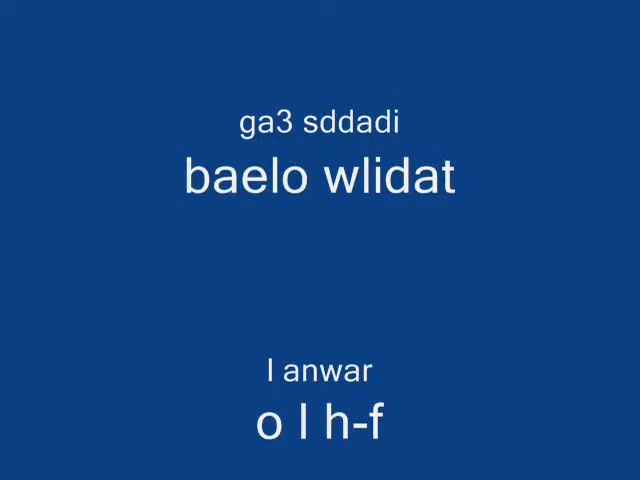 ga3 sddadi
baelo wlidat
l anwar
o l h-f